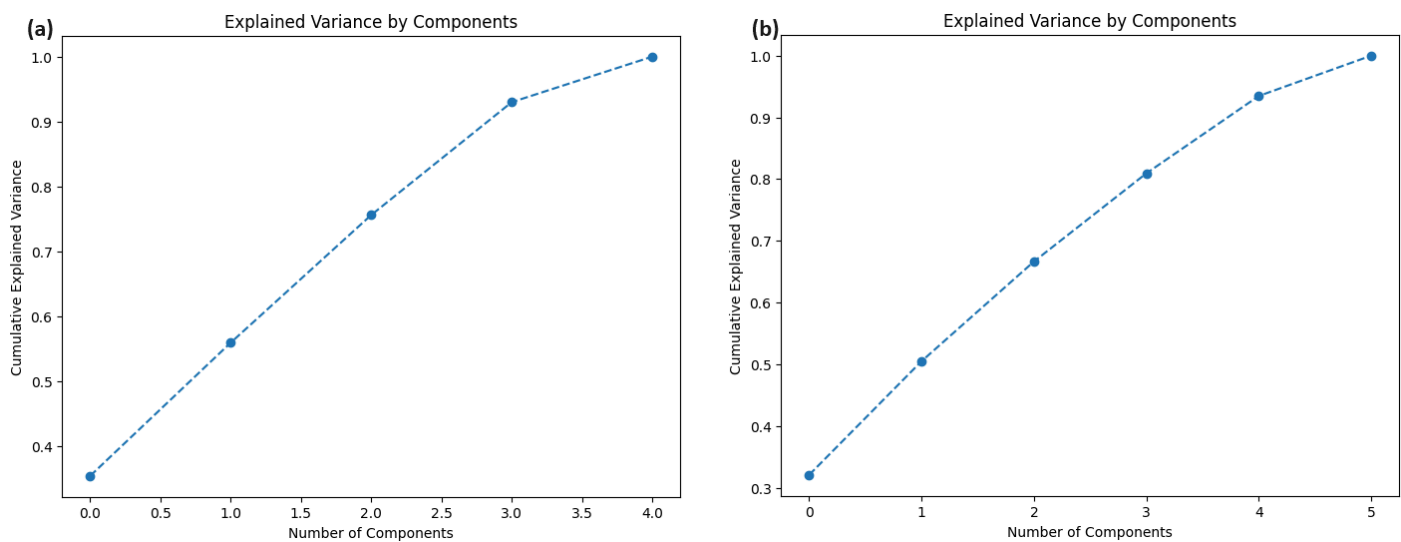 (a)
Explained Variance by Components
1.0
0.9
0.8
0.7
0.6
0.5
0.4
Cumulative Explained Variance
0.0 0.5 1.0 1.5 2.0 2.5 3.0 3.5 4.0
Number of Components
(b)
Explained Variance by Components
1.0
0.9
0.8
0.7
0.6
0.5
0.4
0.3
Cumulative Explained Variance
0 1 2 3 4 5
Number of Components